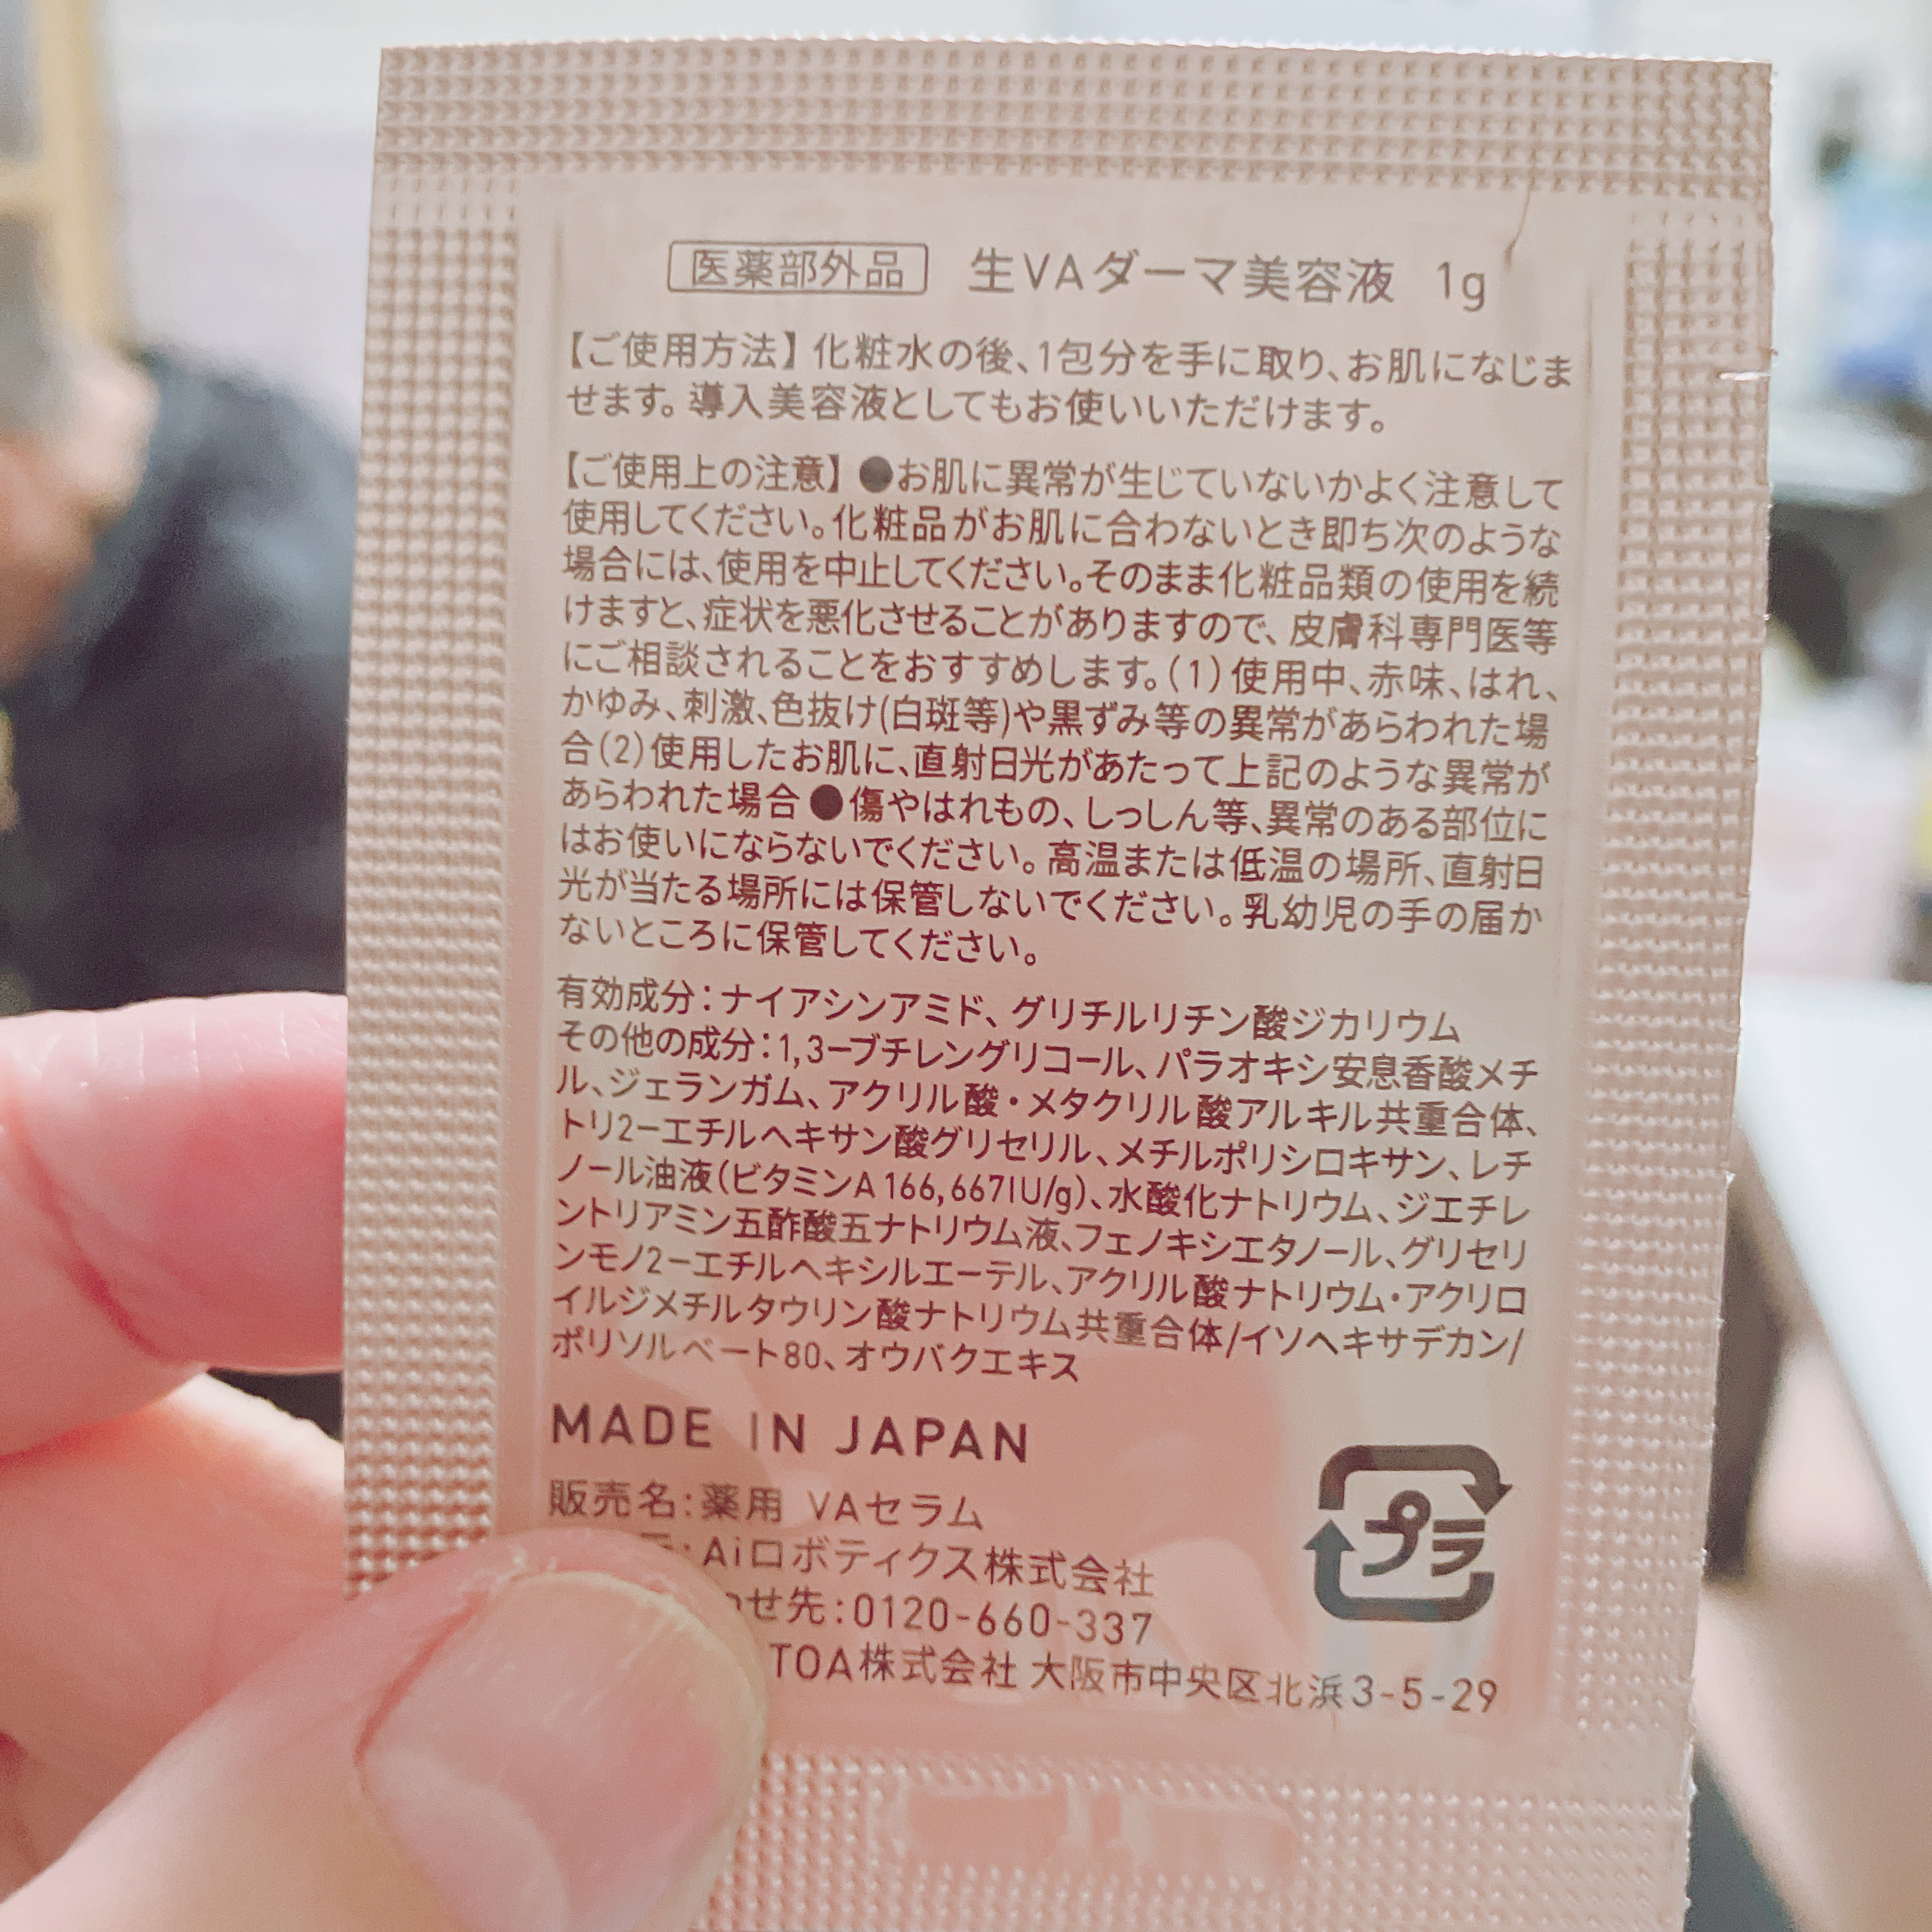 医薬部外品 生VAダーマ美容液 1g
【ご使用方法】化粧水の後、1包分を手に取り、お肌になじま
せます。導入美容液としてもお使いいただけます。
【ご使用上の注意】●お肌に異常が生じていないかよく注意して
使用してください。化粧品がお肌に合わないとき即ち次のような
場合には、使用を中止してください。そのまま化粧品類の使用を続
けますと、症状を悪化させることがありますので、皮膚科専門医等
にご相談されることをおすすめします。(1)使用中、赤味、はれ、
かゆみ、刺激、色抜け(白斑等)や黒ずみ等の異常があらわれた場
合(2)使用したお肌に、直射日光があたって上記のような異常が
あらわれた場合●傷やはれもの、しっしん等、異常のある部位に
はお使いにならないでください。高温または低温の場所、直射日
光が当たる場所には保管しないでください。乳幼児の手の届か
ないところに保管してください。
有効成分：ナイアシンアミド、グリチルリチン酸ジカリウム
その他の成分：1,3−ブチレングリコール、パラオキシ安息香酸メチ
ル、ジェランガム、アクリル酸・メタクリル酸アルキル共重合体、
トリ2−エチルヘキサン酸グリセリル、メチルポリシロキサン、レチ
ノール油液(ビタミンA 166,667IU/g)、水酸化ナトリウム、ジエチレ
ントリアミン五酢酸五ナトリウム液、フェノキシエタノール、グリセリ
ンモノ2−エチルヘキシルエーテル、アクリル酸ナトリウム・アクリロ
イルジメチルタウリン酸ナトリウム共重合体/イソヘキサデカン/
ポリソルベート80、オウバクエキス
MADE IN JAPAN
販売名：薬用 VAセラム
：Aiロボティクス株式会社
わせ先：0120-660-337
TOA株式会社 大阪市中央区北浜3-5-29
プラ